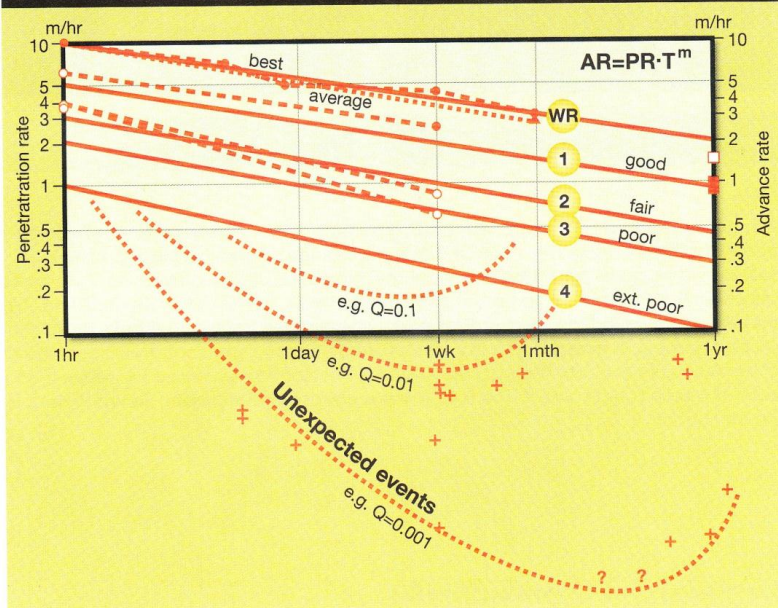 m/hr
m/hr
10
5
4
3
2
1
.5
.4
.3
.2
.1
Penetratration rate
best
average
AR=PR·Tᵐ
WR
1
good
2
fair
3
poor
4
ext. poor
e.g. Q=0.1
10
5
4
3
2
1
.5
.4
.3
.2
.1
Advance rate
1hr
1day
1wk
1mth
1yr
e.g. Q=0.01
Unexpected events
e.g. Q=0.001
? ?